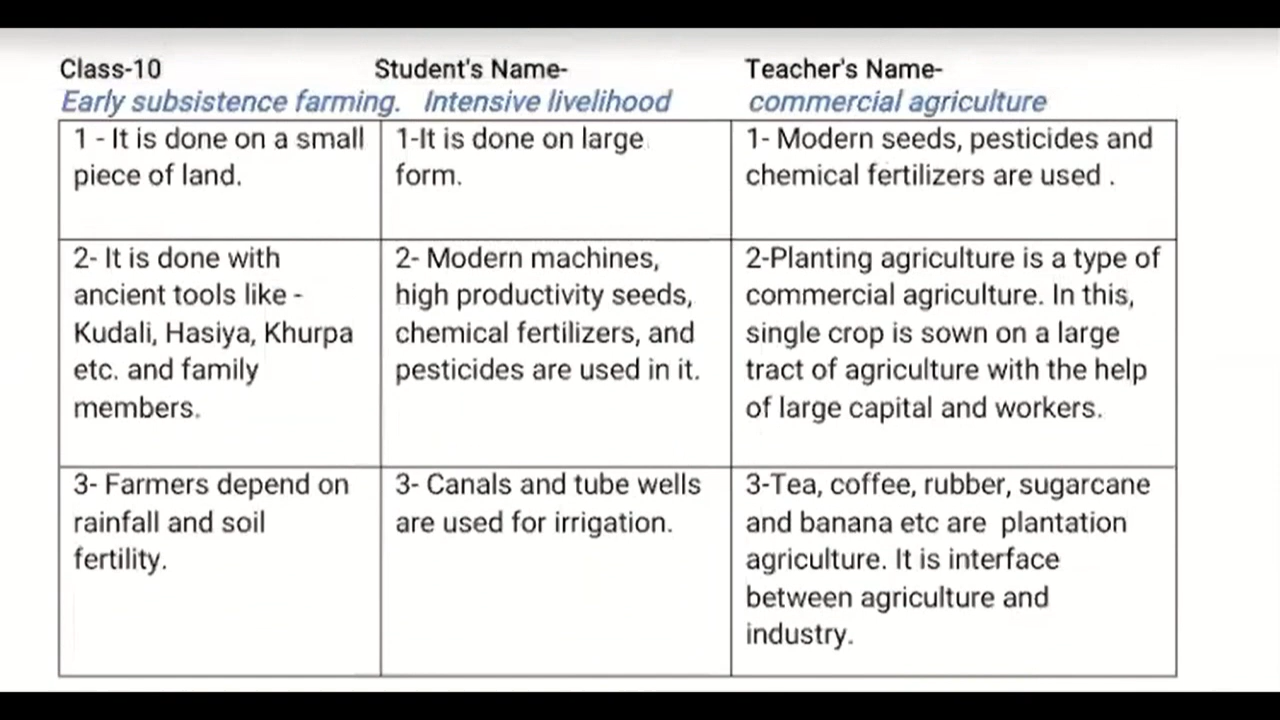 Class-10 Student's Name- Teacher's Name-
Early subsistence farming. Intensive livelihood commercial agriculture
1 - It is done on a small
piece of land.
1-It is done on large
form.
1- Modern seeds, pesticides and
chemical fertilizers are used .
2- It is done with
ancient tools like -
Kudali, Hasiya, Khurpa
etc. and family
members.
2- Modern machines,
high productivity seeds,
chemical fertilizers, and
pesticides are used in it.
2-Planting agriculture is a type of
commercial agriculture. In this,
single crop is sown on a large
tract of agriculture with the help
of large capital and workers.
3- Farmers depend on
rainfall and soil
fertility.
3- Canals and tube wells
are used for irrigation.
3-Tea, coffee, rubber, sugarcane
and banana etc are plantation
agriculture. It is interface
between agriculture and
industry.